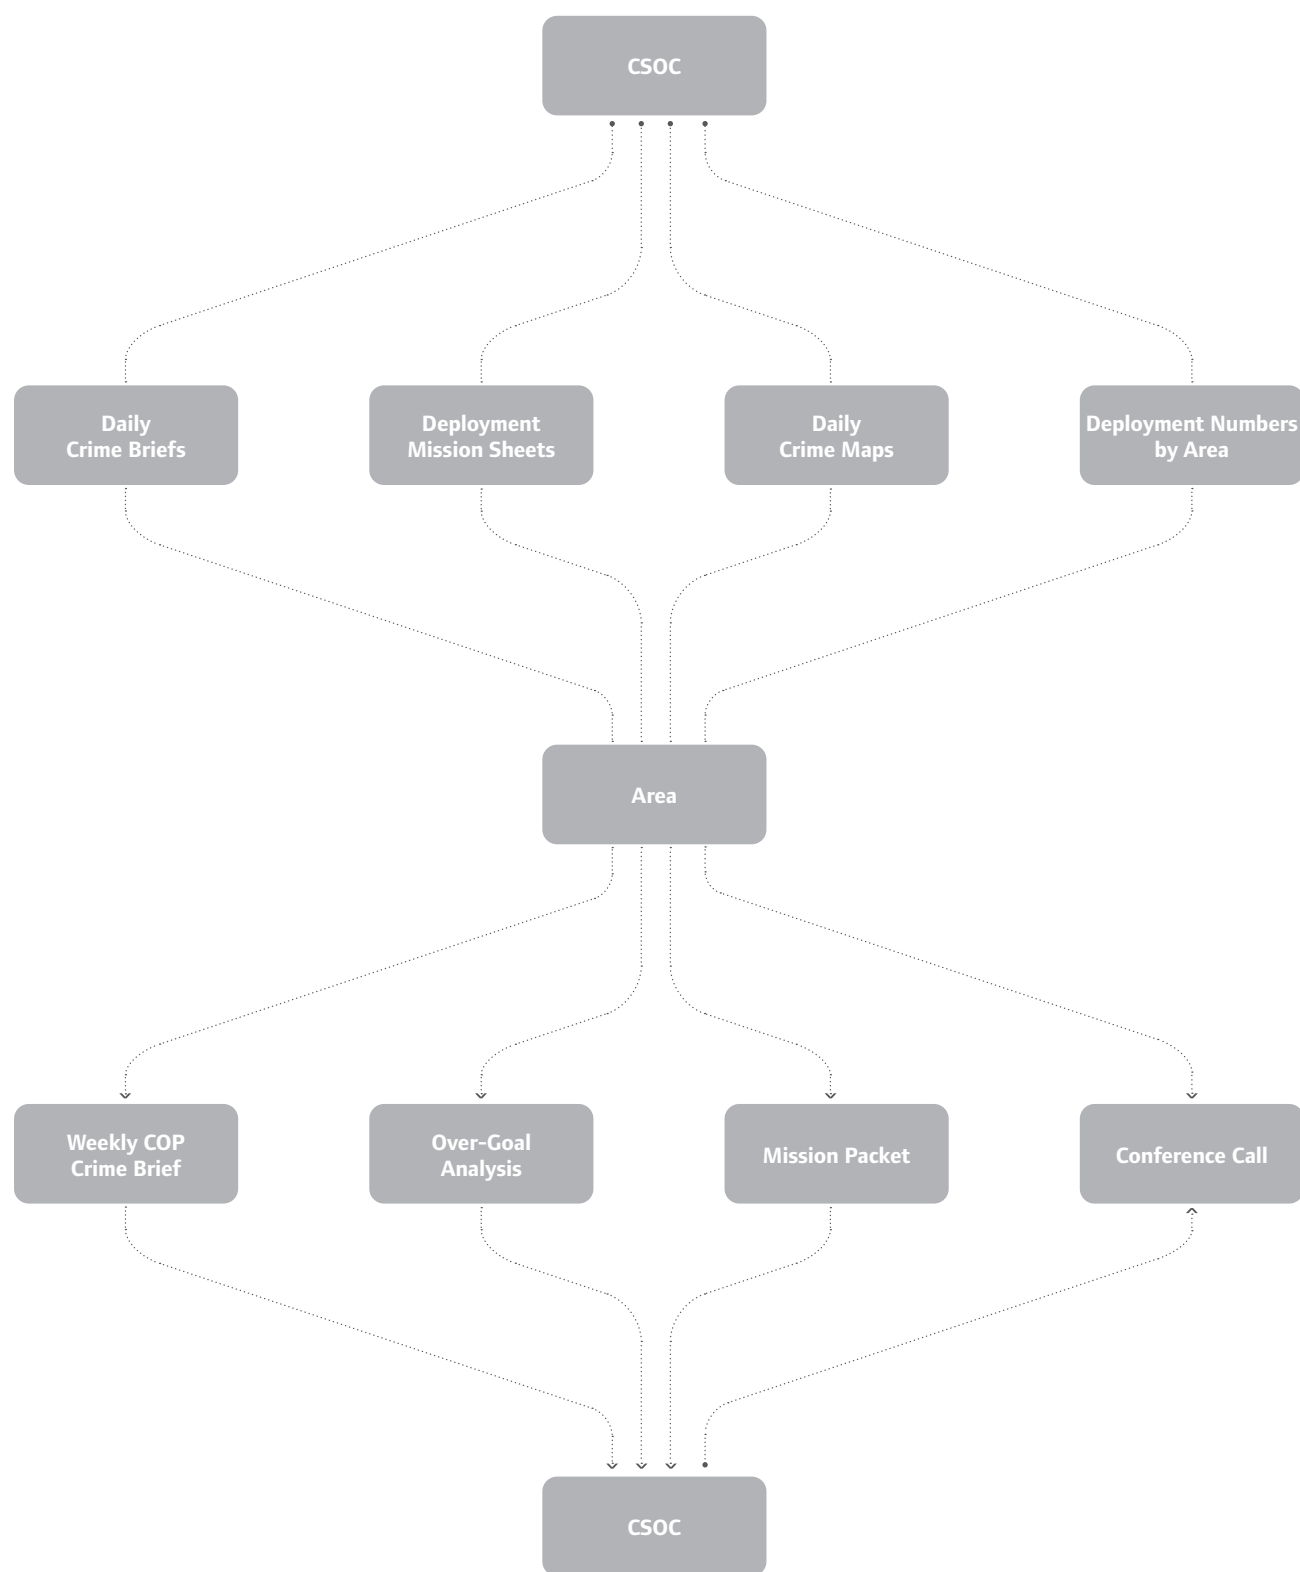 CSOC
Daily
Crime Briefs
Deployment
Mission Sheets
Daily
Crime Maps
Deployment Numbers
by Area
Area
Weekly COP
Crime Brief
Over-Goal
Analysis
Mission Packet
Conference Call
CSOC